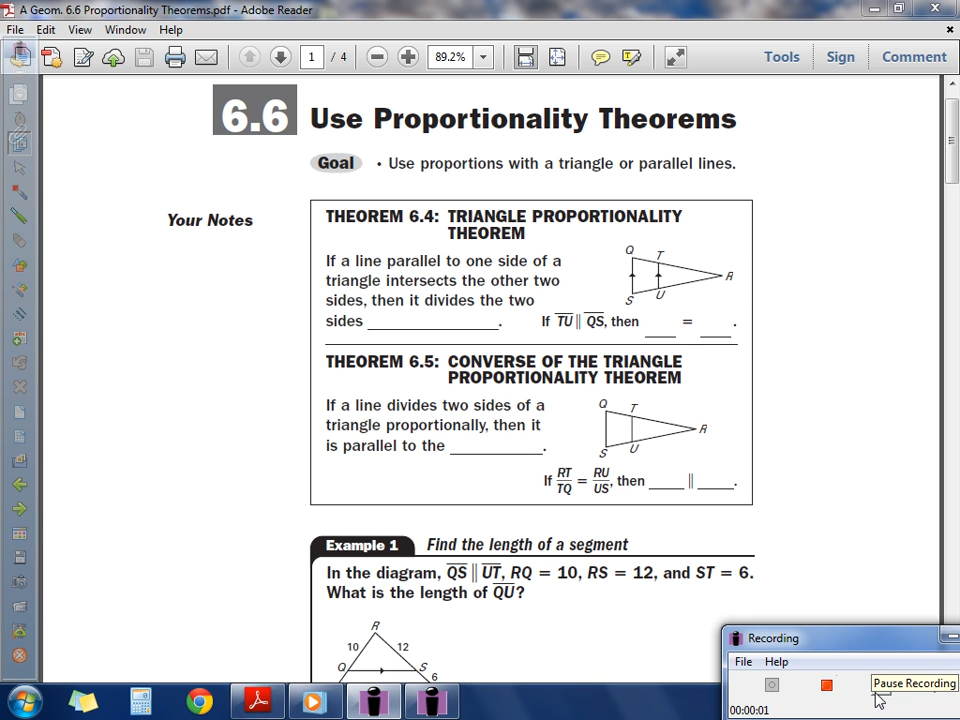 A Geom. 6.6 Proportionality Theorems.pdf - Adobe Reader
File Edit View Window Help
1 / 4 89.2% Tools Sign Comment
6.6 Use Proportionality Theorems
Goal • Use proportions with a triangle or parallel lines.
Your Notes
THEOREM 6.4: TRIANGLE PROPORTIONALITY
THEOREM
If a line parallel to one side of a
triangle intersects the other two
sides, then it divides the two
sides ____________.
Q T R
S U
If TU || QS, then ____ = ____.
THEOREM 6.5: CONVERSE OF THE TRIANGLE
PROPORTIONALITY THEOREM
If a line divides two sides of a
triangle proportionally, then it
is parallel to the ____________.
Q T R
S U
If RT/TQ = RU/US, then ____ || ____.
Example 1 Find the length of a segment
In the diagram, QS || UT, RQ = 10, RS = 12, and ST = 6.
What is the length of QU?
R
10 12
Q S
6
Recording
File Help
Pause Recording
00:00:01